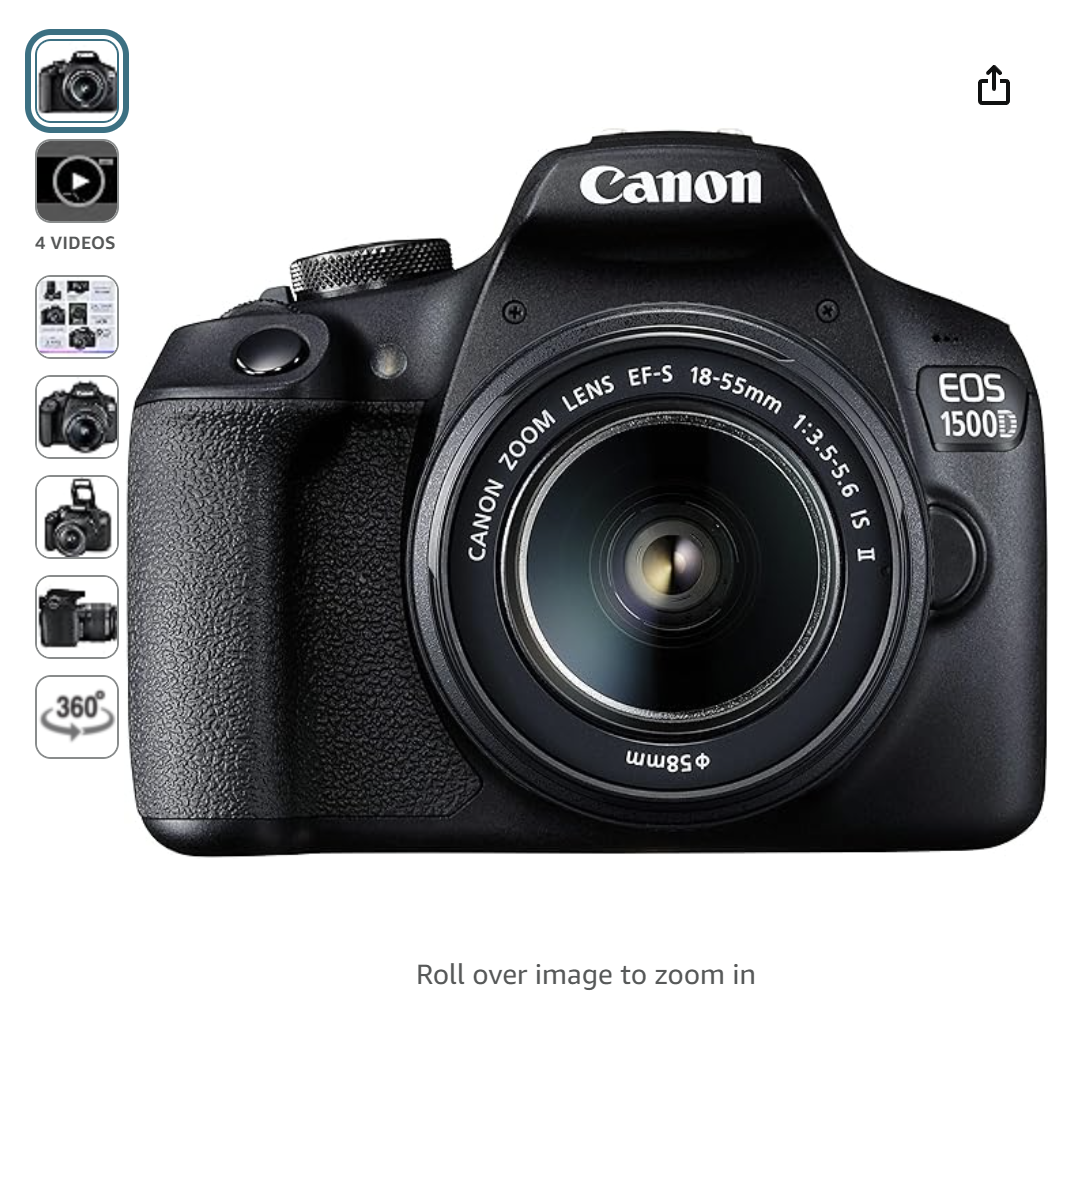 4 VIDEOS
360°
Canon
EOS
1500D
CANON ZOOM LENS EF-S 18-55mm 1:3.5-5.6 IS II
Φ58mm
Roll over image to zoom in